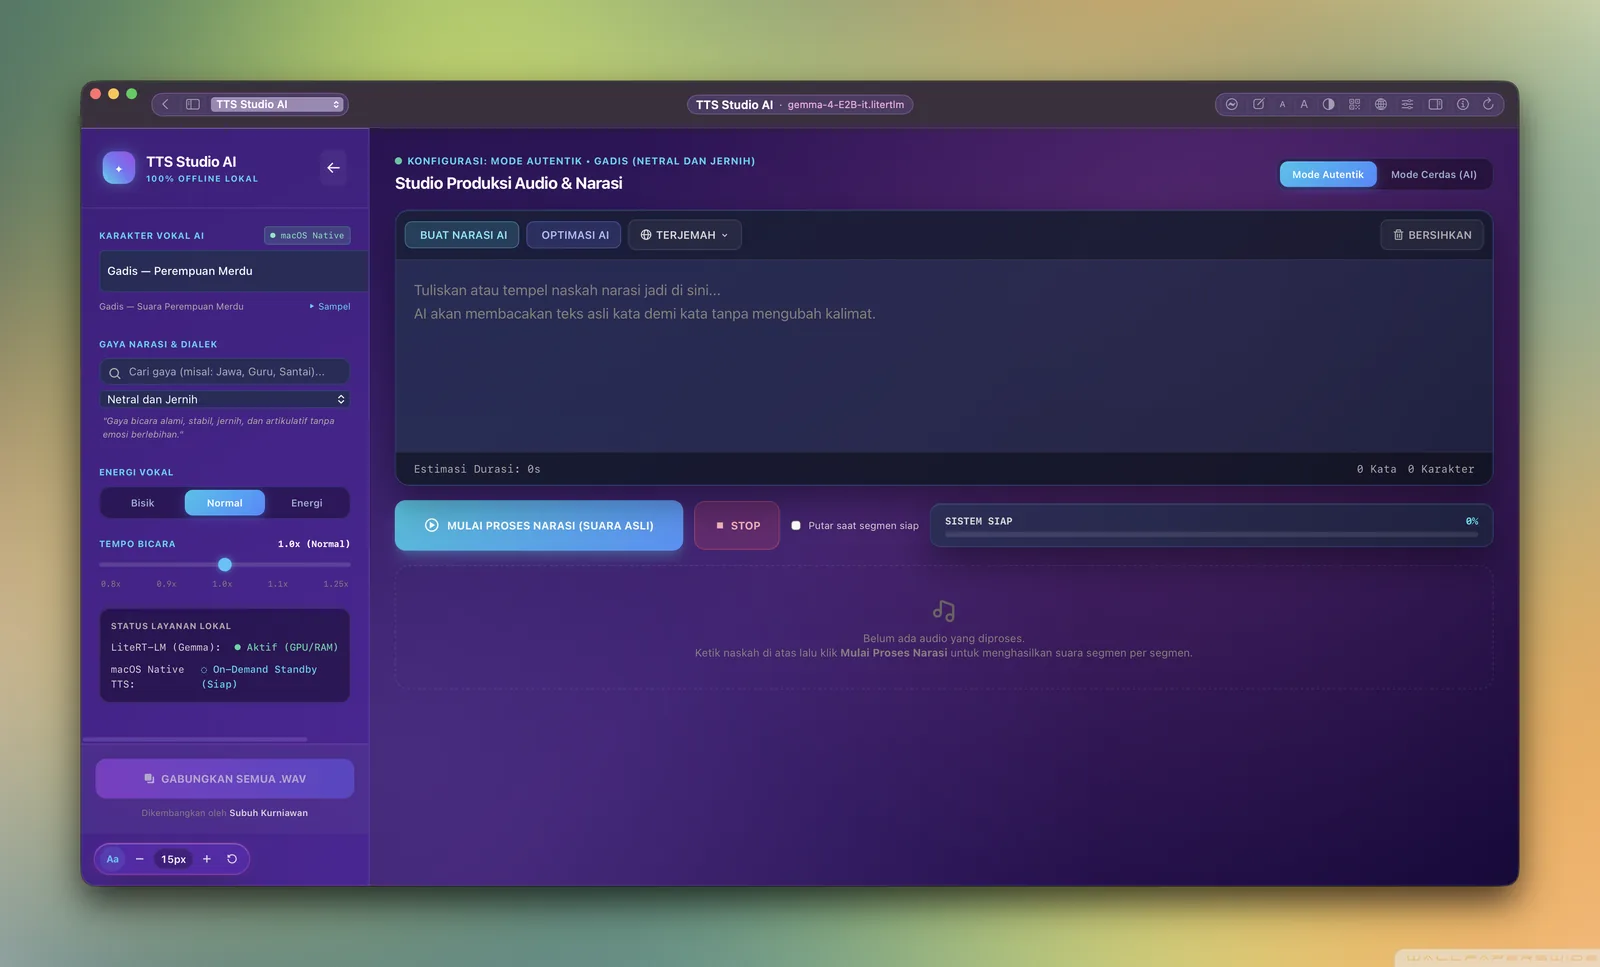 TTS Studio AI
TTS Studio AI · gemma-4-E2B-it.litertlm
A A
TTS Studio AI
100% OFFLINE LOKAL
KARAKTER VOKAL AI
macOS Native
Gadis — Perempuan Merdu
Gadis — Suara Perempuan Merdu
Sampel
GAYA NARASI & DIALEK
Cari gaya (misal: Jawa, Guru, Santai)...
Netral dan Jernih
"Gaya bicara alami, stabil, jernih, dan artikulatif tanpa
emosi berlebihan."
ENERGI VOKAL
Bisik Normal Energi
TEMPO BICARA 1.0x (Normal)
0.8x 0.9x 1.0x 1.1x 1.25x
STATUS LAYANAN LOKAL
LiteRT-LM (Gemma): Aktif (GPU/RAM)
macOS Native TTS: On-Demand Standby (Siap)
GABUNGKAN SEMUA .WAV
Dikembangkan oleh Subuh Kurniawan
Aa − 15px +
KONFIGURASI: MODE AUTENTIK • GADIS (NETRAL DAN JERNIH)
Studio Produksi Audio & Narasi
Mode Autentik Mode Cerdas (AI)
BUAT NARASI AI OPTIMASI AI TERJEMAH BERSIHKAN
Tuliskan atau tempel naskah narasi jadi di sini...
AI akan membacakan teks asli kata demi kata tanpa mengubah kalimat.
Estimasi Durasi: 0s 0 Kata 0 Karakter
MULAI PROSES NARASI (SUARA ASLI) STOP Putar saat segmen siap
SISTEM SIAP 0%
Belum ada audio yang diproses.
Ketik naskah di atas lalu klik Mulai Proses Narasi untuk menghasilkan suara segmen per segmen.